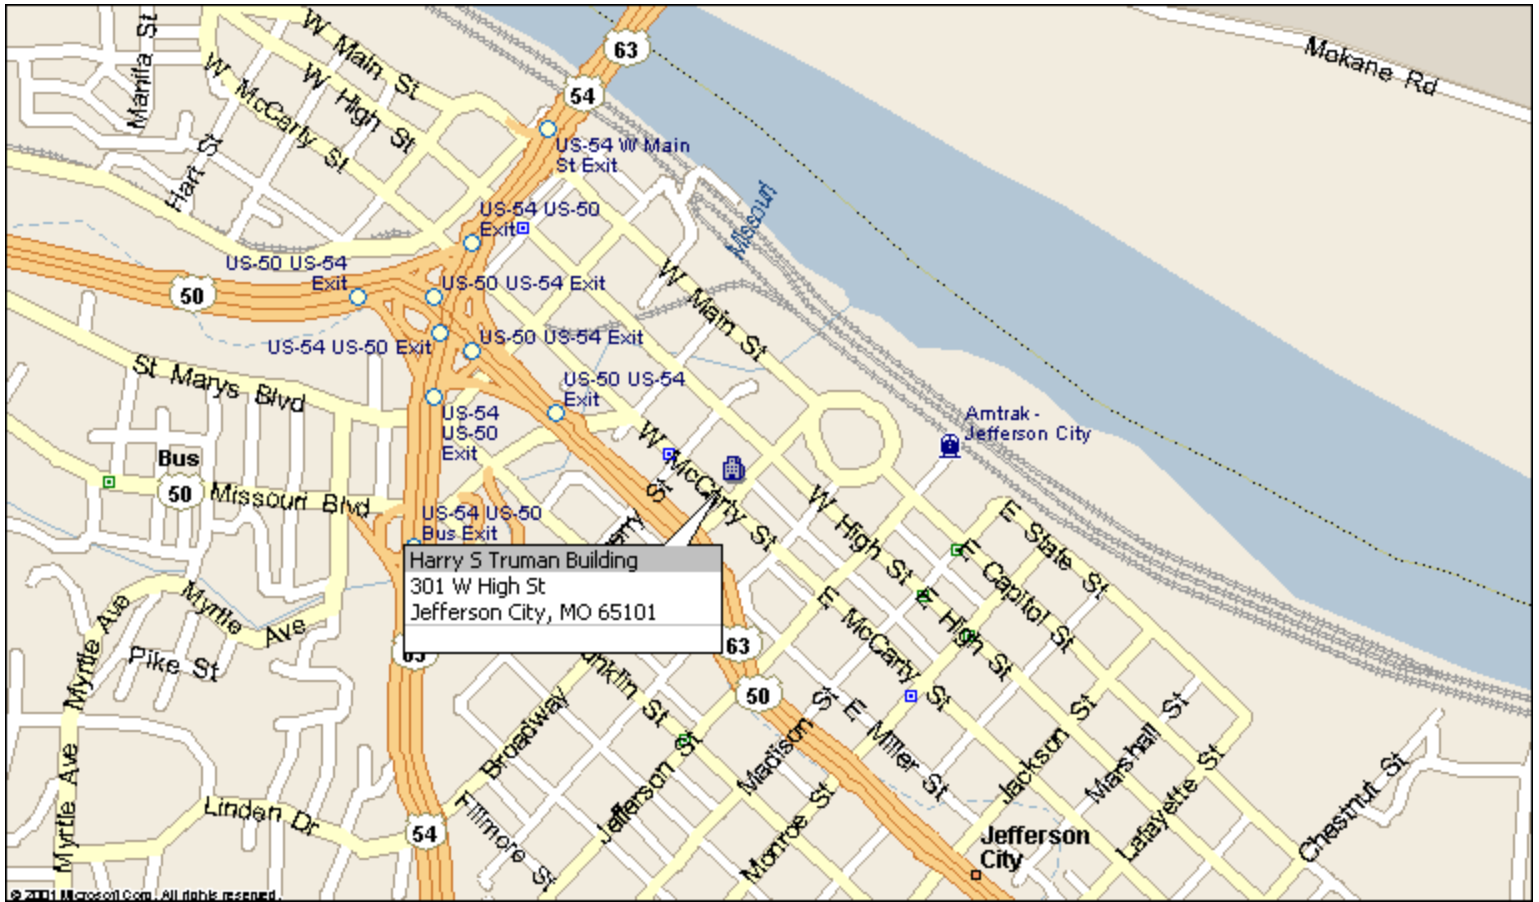 63
54
Mokane Rd
Manila St
W Main St
W High St
W McCarty St
Hart St
US-54 W Main
St Exit
US-54 US-50
Exit
Missouri
US-50 US-54
Exit
US-50 US-54 Exit
50
US-54 US-50 Exit
US-50 US-54 Exit
W Main St
St Marys Blvd
US-50 US-54
Exit
US-54
US-50
Exit
Amtrak -
Jefferson City
Bus
50
Missouri Blvd
W McCarty St
St
W High St
E State St
E Capitol St
US-54 US-50
Bus Exit
Harry S Truman Building
301 W High St
Jefferson City, MO 65101
E McCarty St
E High St
Myrtle Ave
Myrtle Ave
Pike St
63
63
50
Broadway
Madison St
E Miller St
Jackson St
Marshall St
Lafayette St
Chestnut St
Myrtle Ave
Linden Dr
54
Fillmore St
Jefferson St
Monroe St
Jefferson
City
© 2001 Microsoft Corp. All rights reserved.